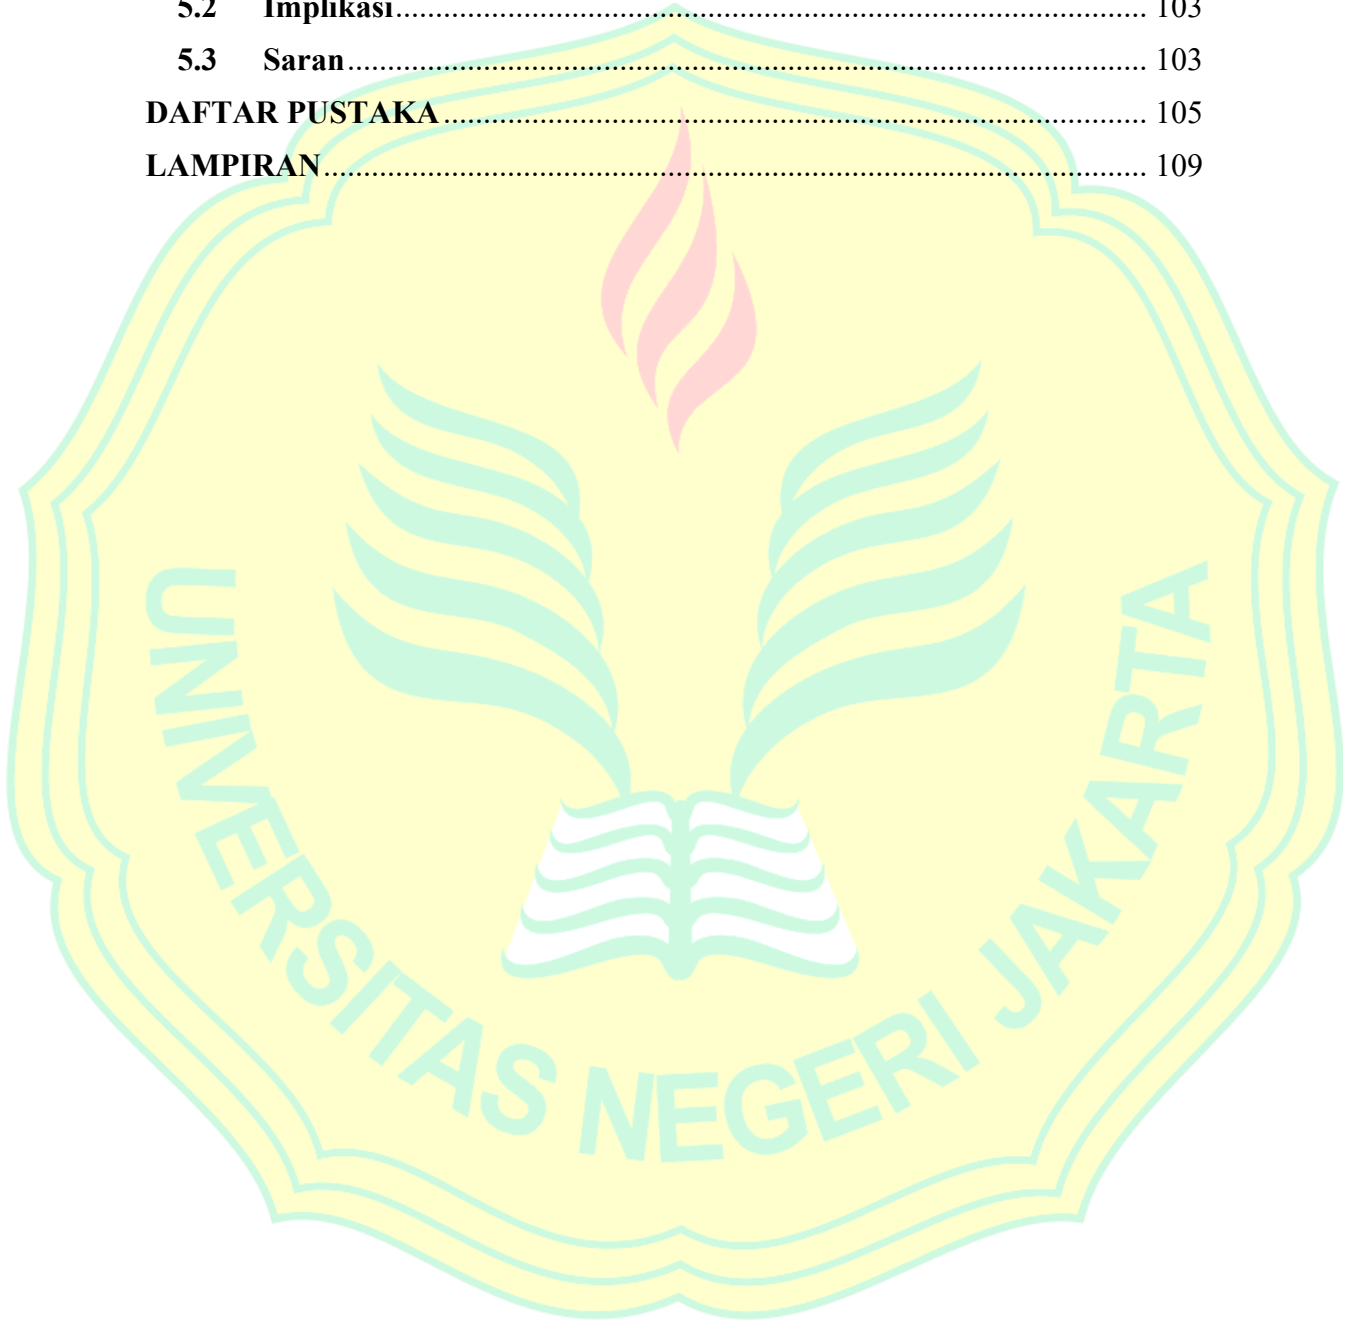 5.2 Implikasi........................................................................................................ 103
5.3 Saran.............................................................................................................. 103
DAFTAR PUSTAKA................................................................................................ 105
LAMPIRAN................................................................................................................. 109
UNIVERSITAS NEGERI JAKARTA